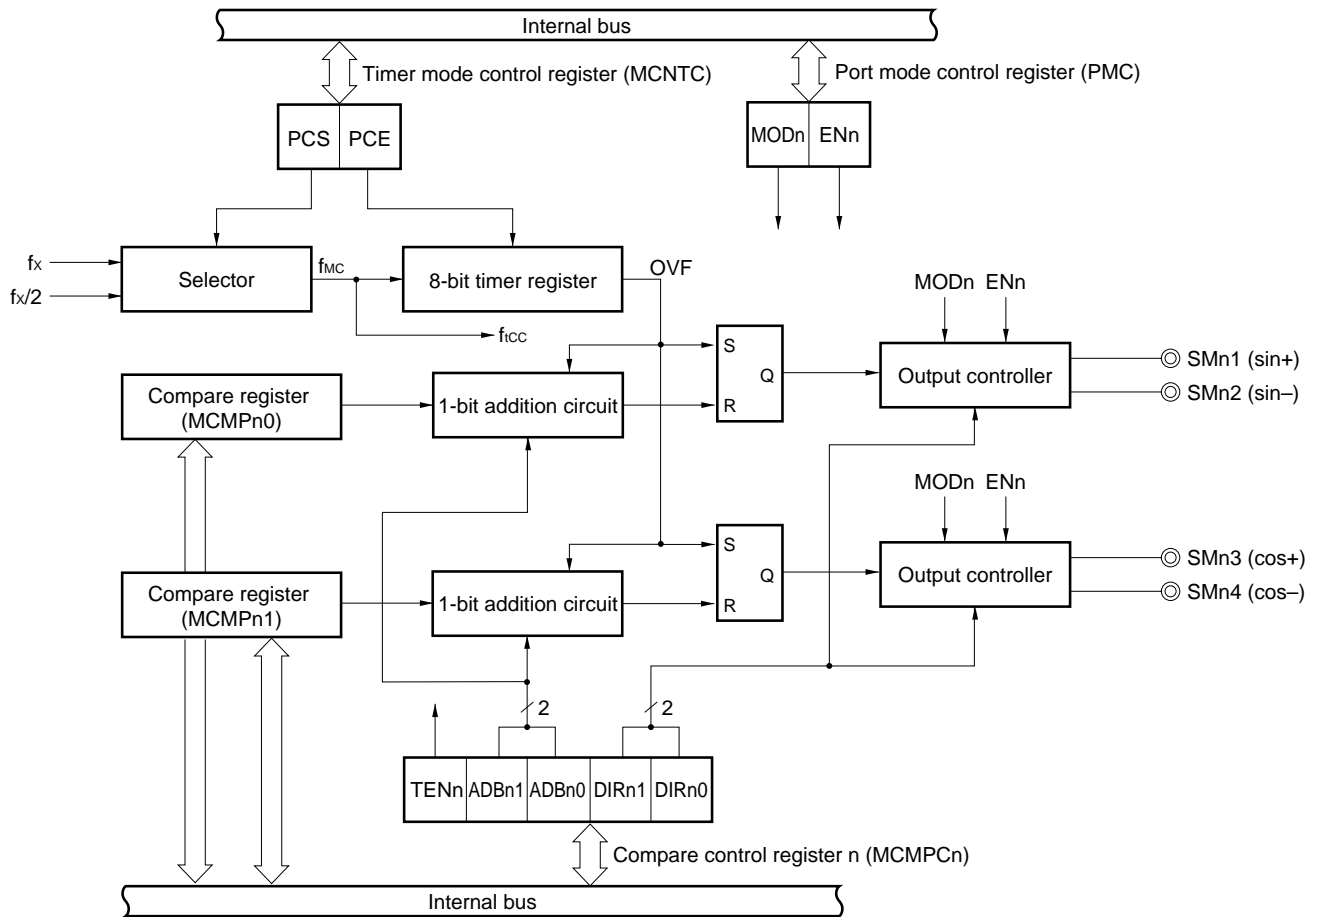 Internal bus
Timer mode control register (MCNTC)
Port mode control register (PMC)
PCS PCE
MODn ENn
fX
fX/2
Selector
fMC
8-bit timer register
OVF
ftCC
MODn ENn
S
Q
R
Output controller
SMn1 (sin+)
SMn2 (sin–)
Compare register
(MCMPn0)
1-bit addition circuit
MODn ENn
S
Q
R
Output controller
SMn3 (cos+)
SMn4 (cos–)
Compare register
(MCMPn1)
1-bit addition circuit
2
2
TENn ADBn1 ADBn0 DIRn1 DIRn0
Compare control register n (MCMPCn)
Internal bus